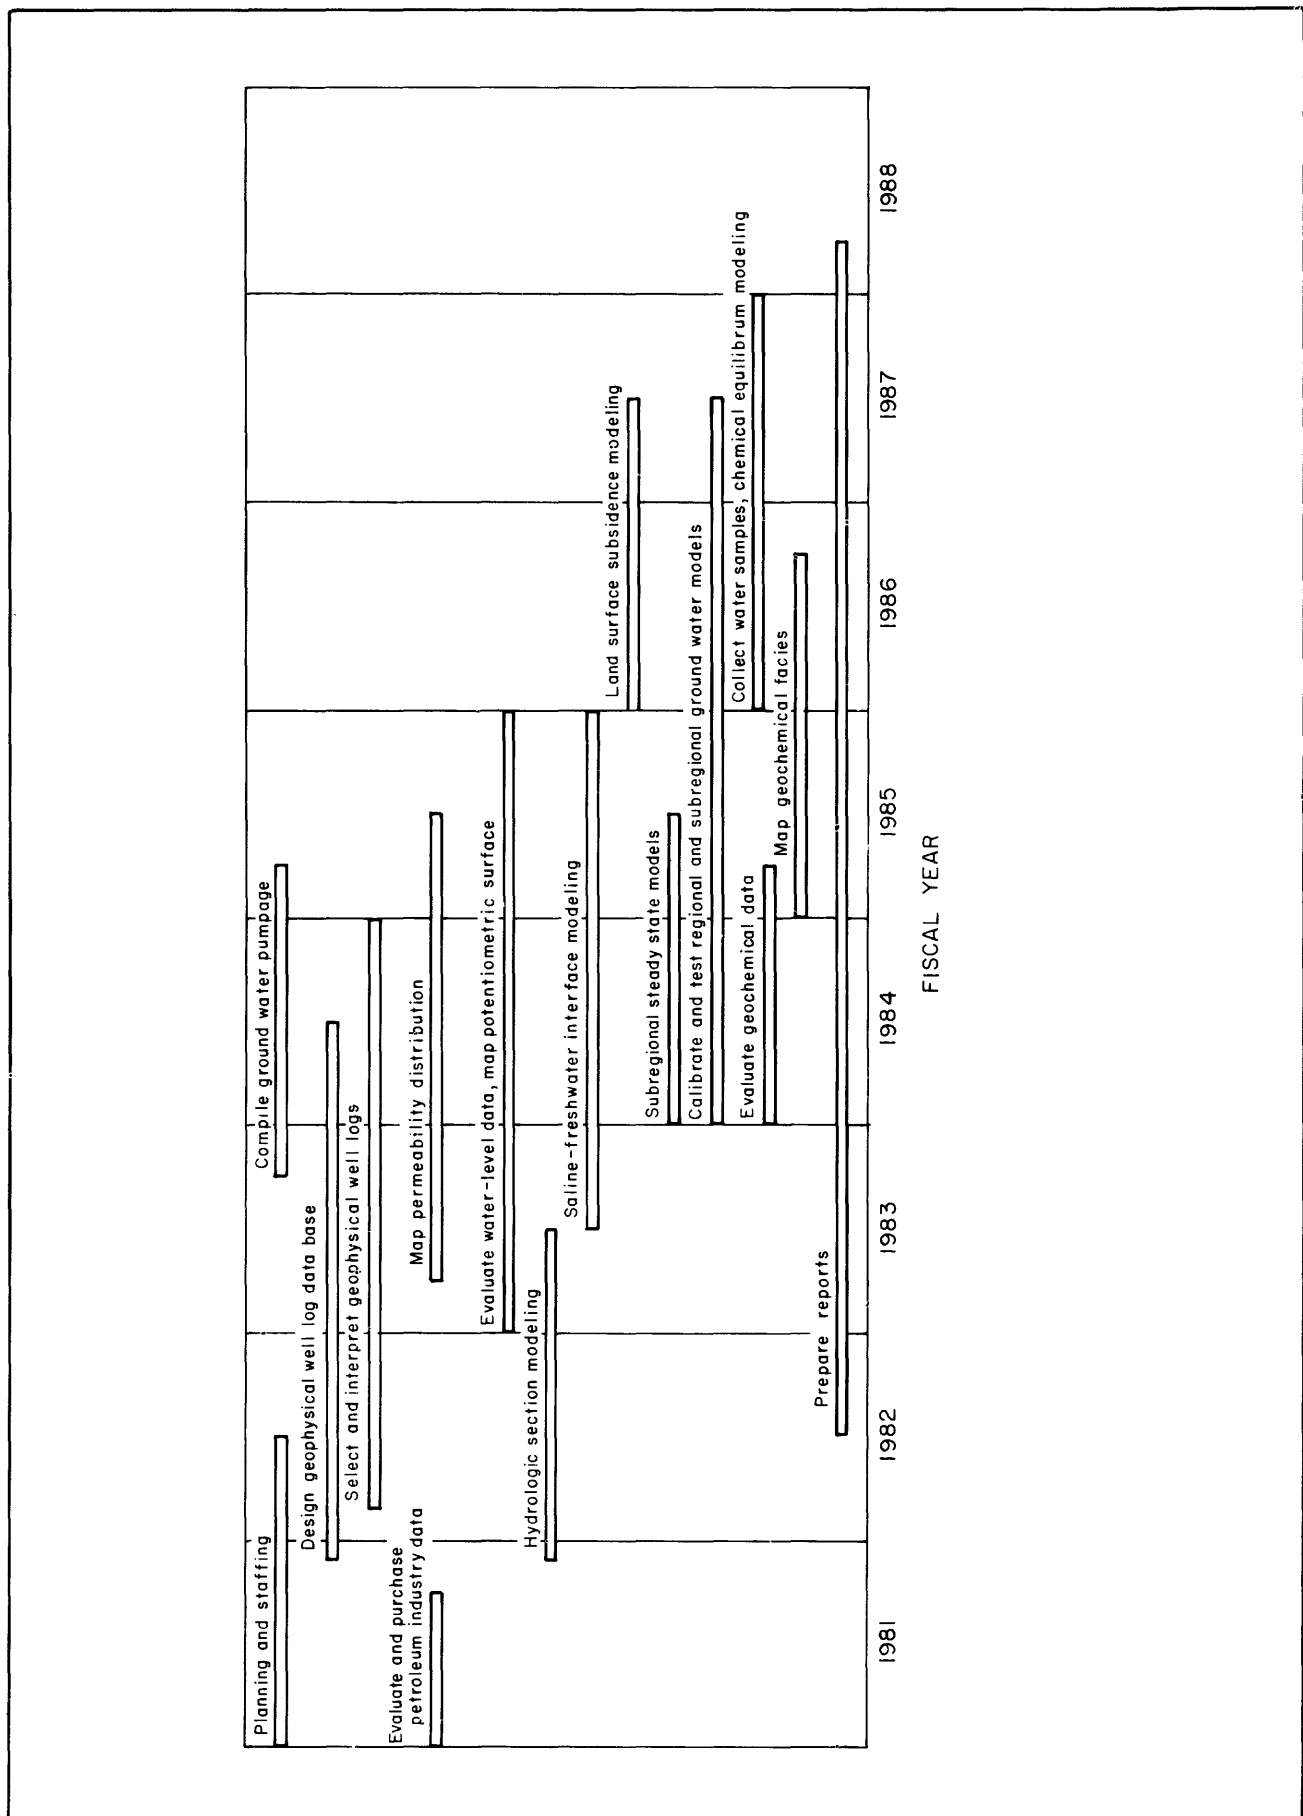 Planning and staffing
Compile ground water pumpage
Design geophysical well log data base
Select and interpret geophysical well logs
Evaluate and purchase
petroleum industry data
Map permeability distribution
Evaluate water-level data, map potentiometric surface
Hydrologic section modeling
Saline-freshwater interface modeling
Land surface subsidence modeling
Subregional steady state models
Calibrate and test regional and subregional ground water models
Collect water samples, chemical equilibrum modeling
Evaluate geochemical data
Map geochemical facies
Prepare reports
1981
1982
1983
1984
1985
1986
1987
1988
FISCAL YEAR